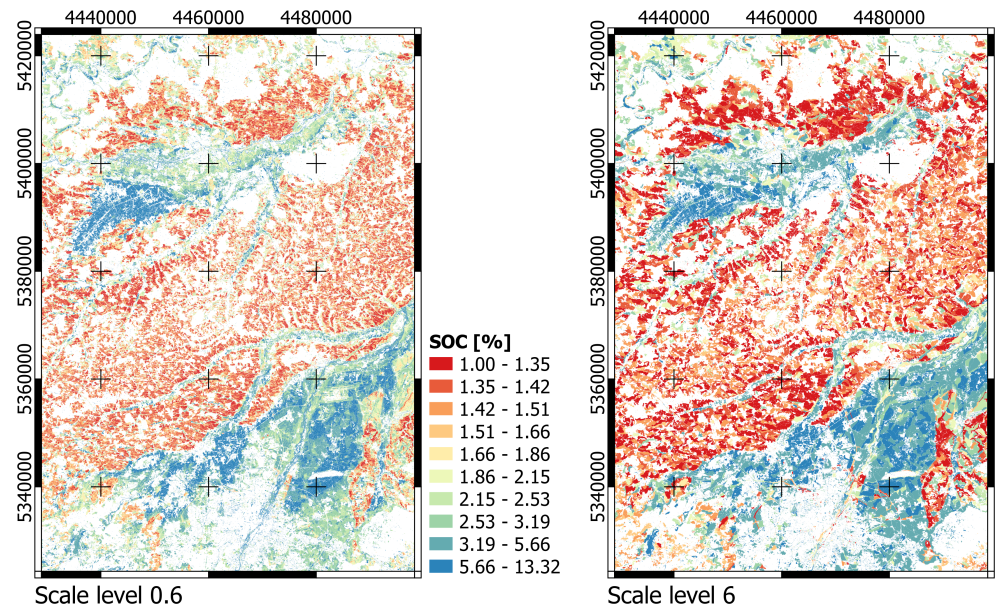 4440000 4460000 4480000
4440000 4460000 4480000
5420000
5400000
5380000
5360000
5340000
5420000
5400000
5380000
5360000
5340000
SOC [%]
1.00 - 1.35
1.35 - 1.42
1.42 - 1.51
1.51 - 1.66
1.66 - 1.86
1.86 - 2.15
2.15 - 2.53
2.53 - 3.19
3.19 - 5.66
5.66 - 13.32
Scale level 0.6
Scale level 6